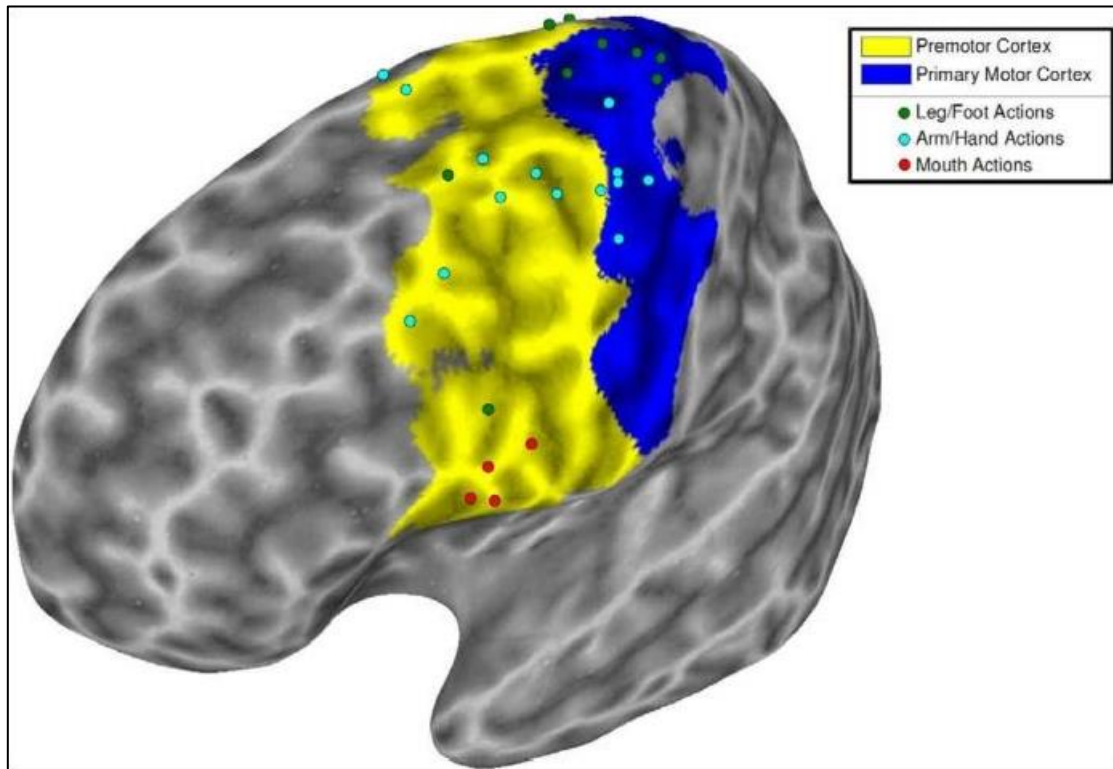 Premotor Cortex
Primary Motor Cortex
Leg/Foot Actions
Arm/Hand Actions
Mouth Actions